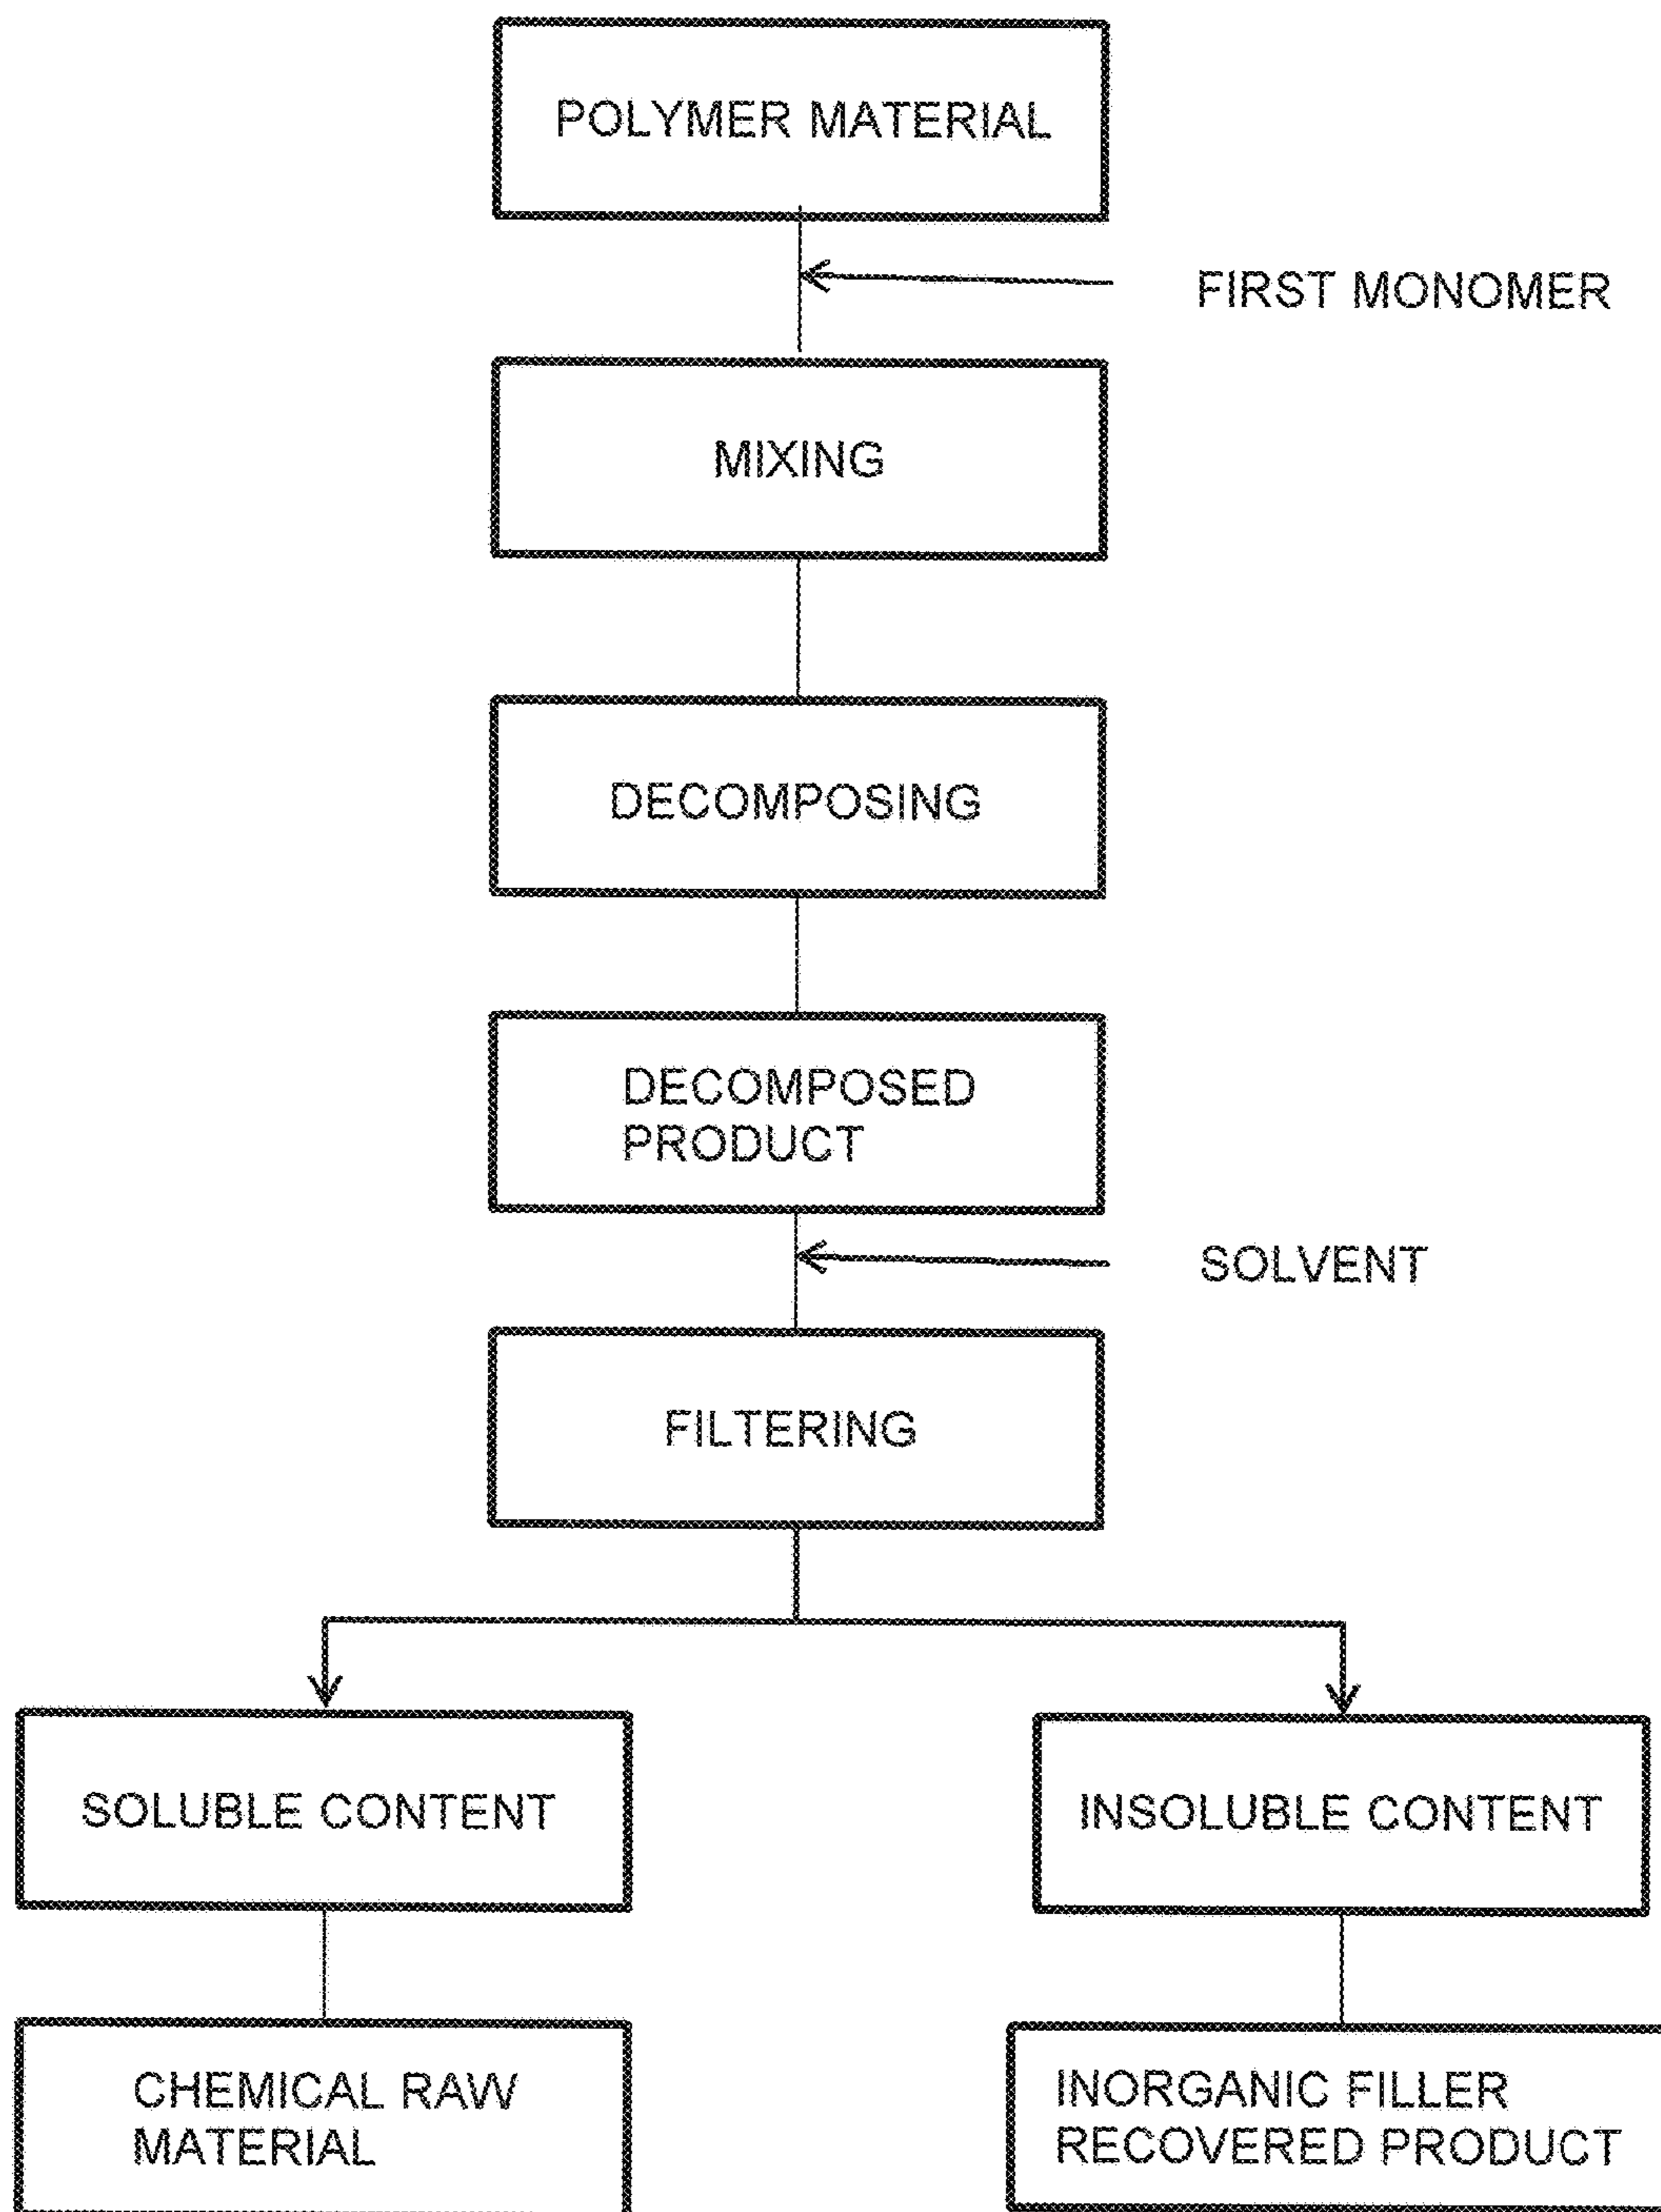 POLYMER MATERIAL
FIRST MONOMER
MIXING
DECOMPOSING
DECOMPOSED
PRODUCT
SOLVENT
FILTERING
SOLUBLE CONTENT
INSOLUBLE CONTENT
CHEMICAL RAW
MATERIAL
INORGANIC FILLER
RECOVERED PRODUCT